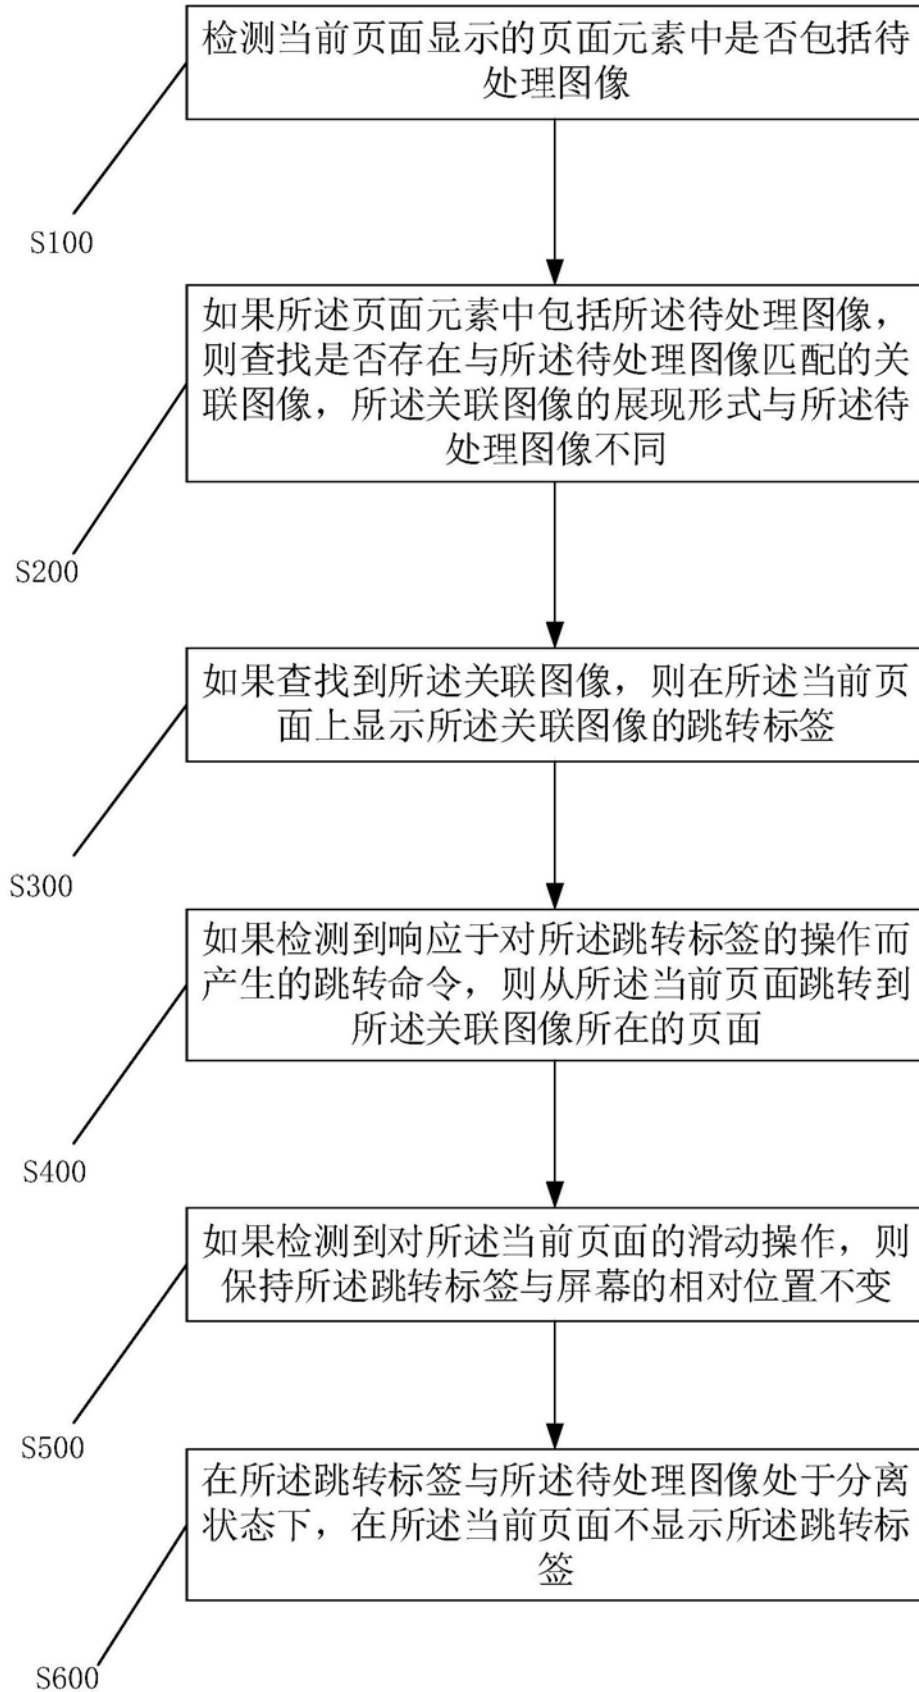 检测当前页面显示的页面元素中是否包括待
处理图像
S100
如果所述页面元素中包括所述待处理图像，
则查找是否存在与所述待处理图像匹配的关
联图像，所述关联图像的展现形式与所述待
处理图像不同
S200
如果查找到所述关联图像，则在所述当前页
面上显示所述关联图像的跳转标签
S300
如果检测到响应于对所述跳转标签的操作而
产生的跳转命令，则从所述当前页面跳转到
所述关联图像所在的页面
S400
如果检测到对所述当前页面的滑动操作，则
保持所述跳转标签与屏幕的相对位置不变
S500
在所述跳转标签与所述待处理图像处于分离
状态下，在所述当前页面不显示所述跳转标
签
S600